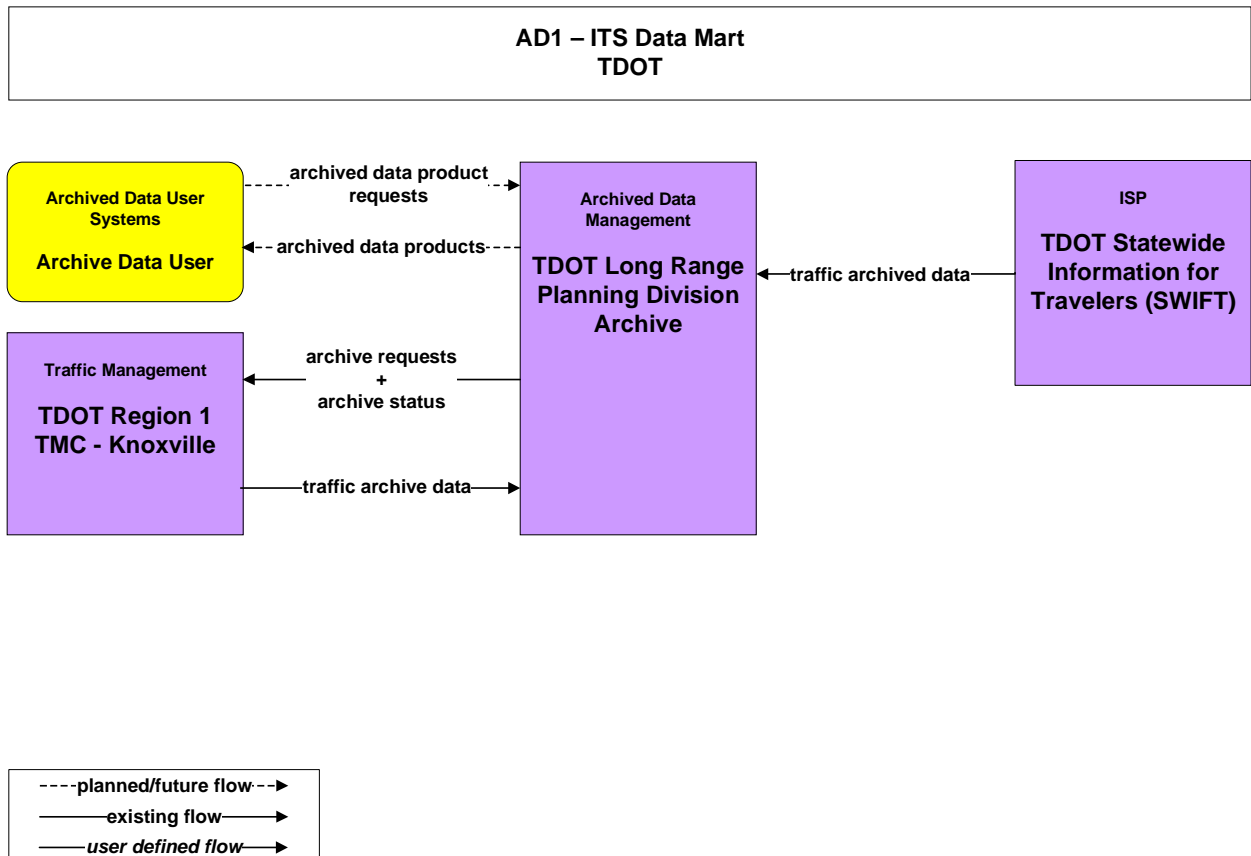 AD1 – ITS Data Mart
TDOT
Archived Data User
Systems
Archive Data User
archived data product
requests
archived data products
Archived Data
Management
TDOT Long Range
Planning Division
Archive
traffic archived data
ISP
TDOT Statewide
Information for
Travelers (SWIFT)
Traffic Management
TDOT Region 1
TMC - Knoxville
archive requests
+
archive status
traffic archive data
planned/future flow
existing flow
user defined flow